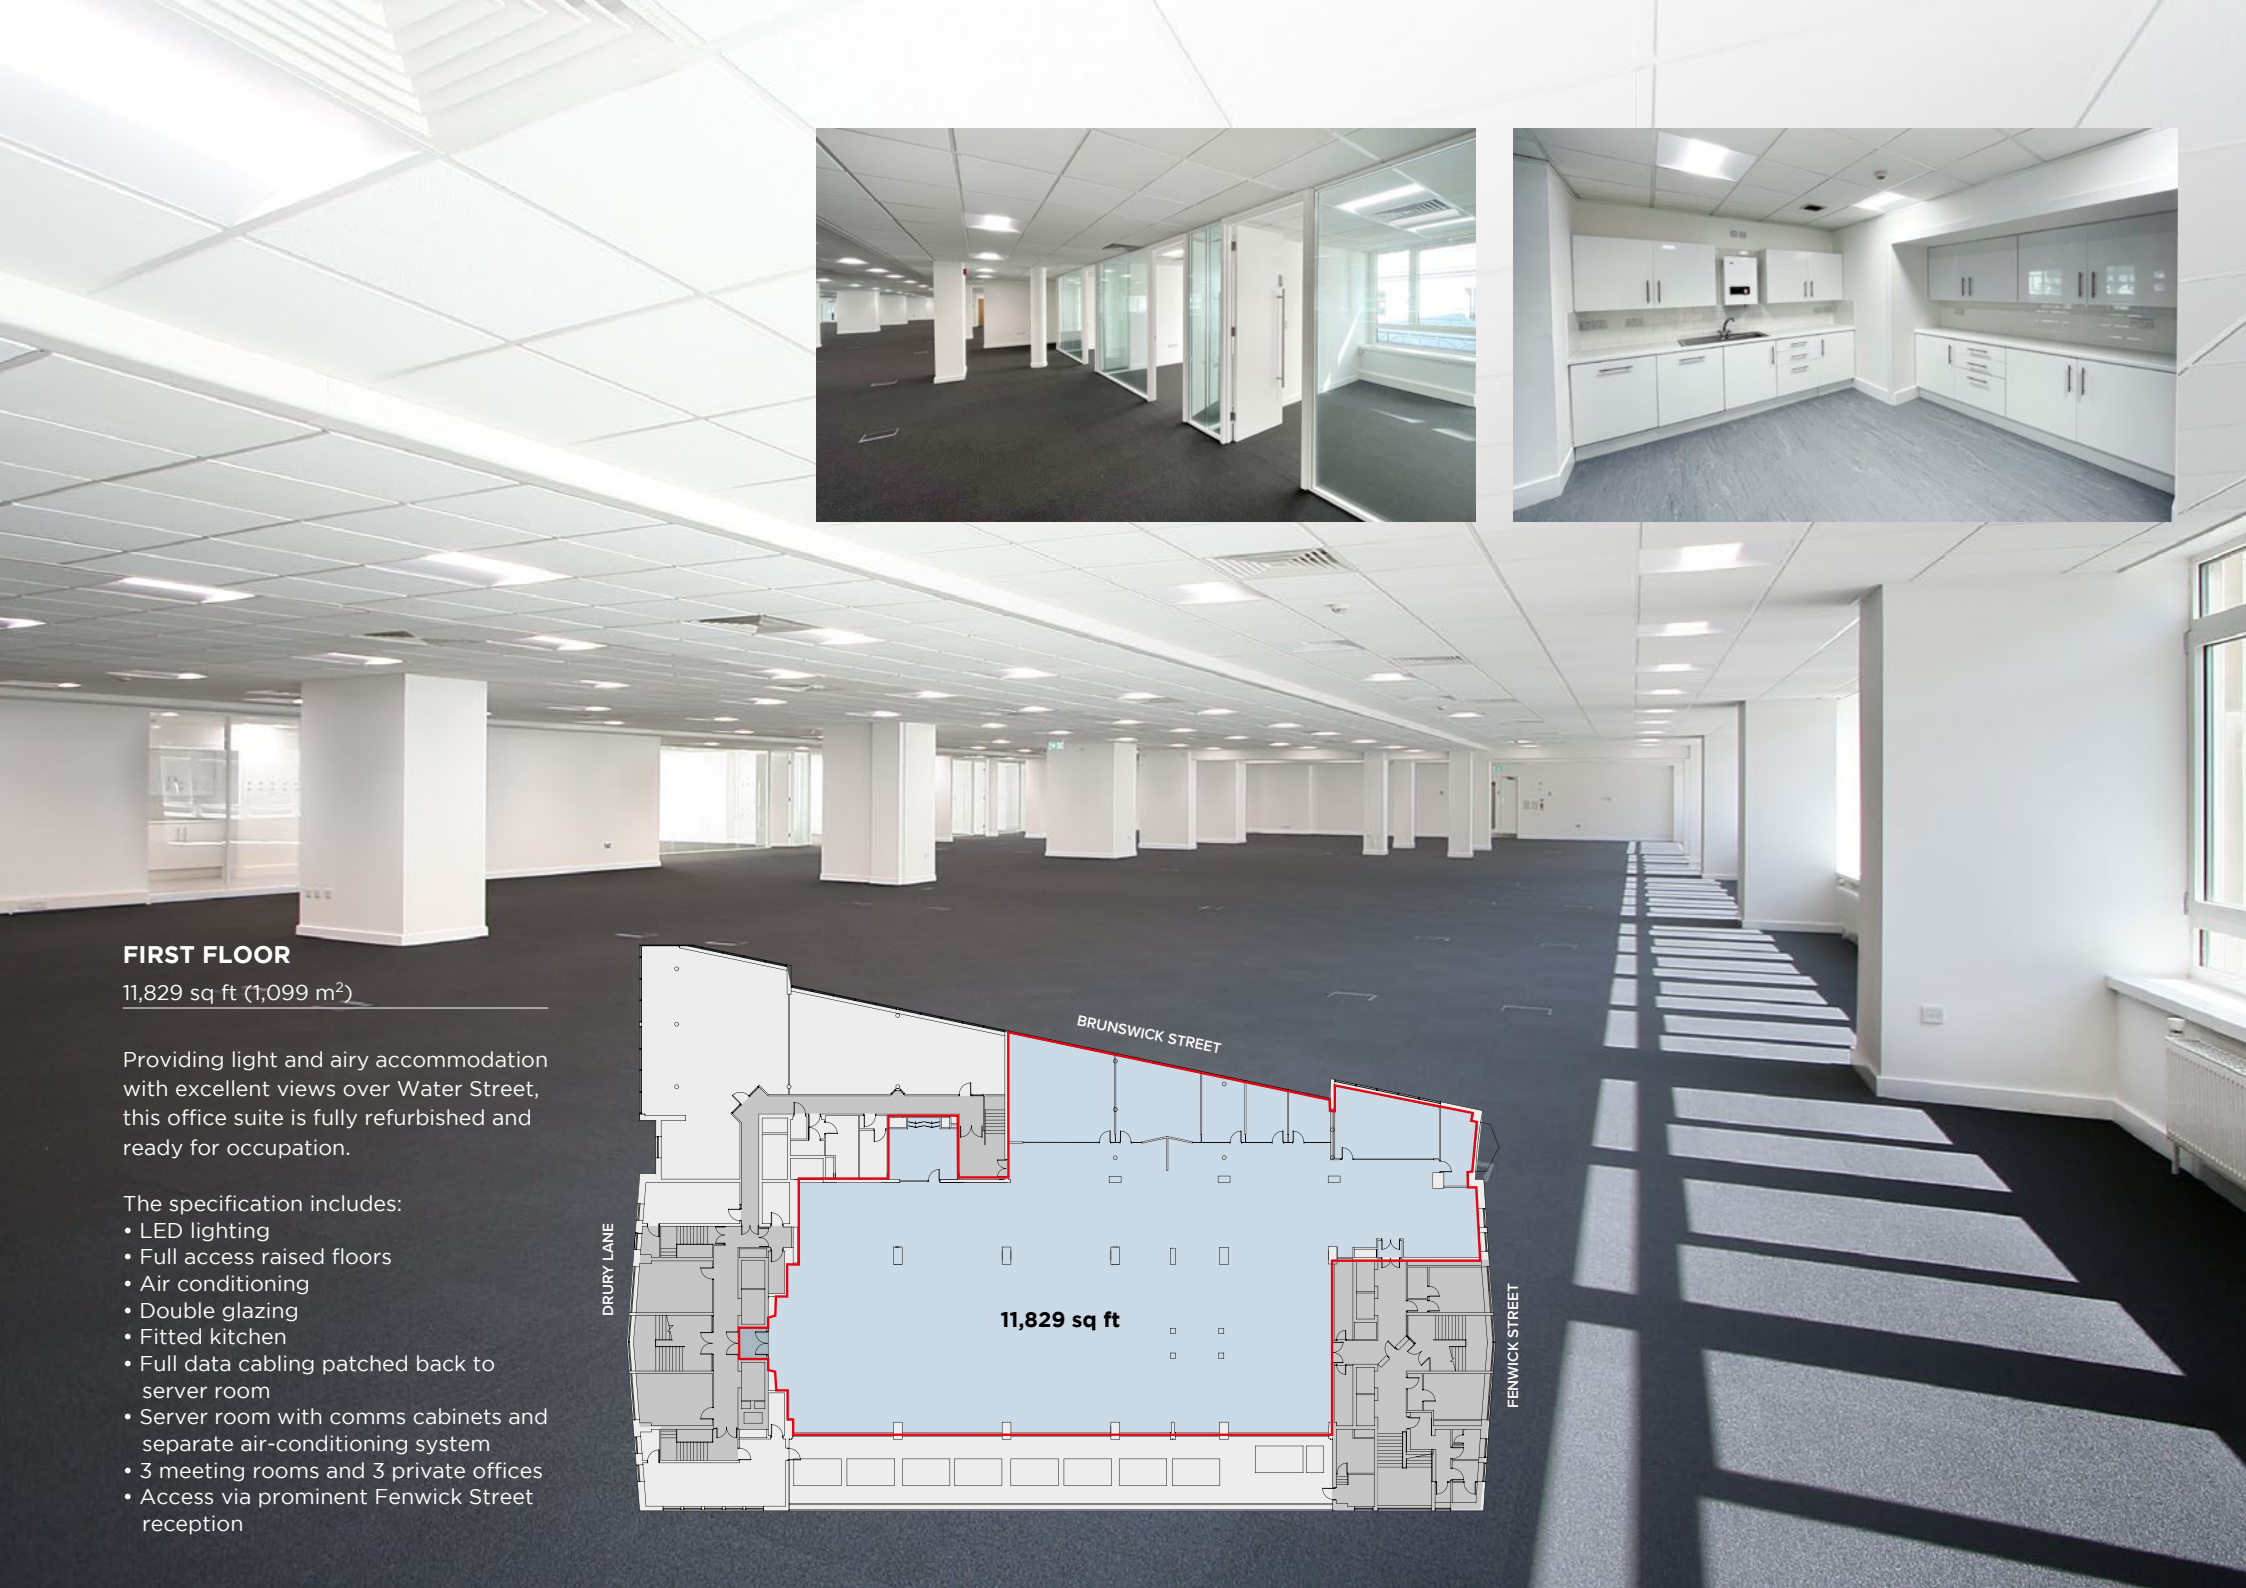 FIRST FLOOR
11,829 sq ft (1,099 m²)
Providing light and airy accommodation
with excellent views over Water Street,
this office suite is fully refurbished and
ready for occupation.
The specification includes:
• LED lighting
• Full access raised floors
• Air conditioning
• Double glazing
• Fitted kitchen
• Full data cabling patched back to
server room
• Server room with comms cabinets and
separate air-conditioning system
• 3 meeting rooms and 3 private offices
• Access via prominent Fenwick Street
reception
BRUNSWICK STREET
DRURY LANE
11,829 sq ft
FENWICK STREET